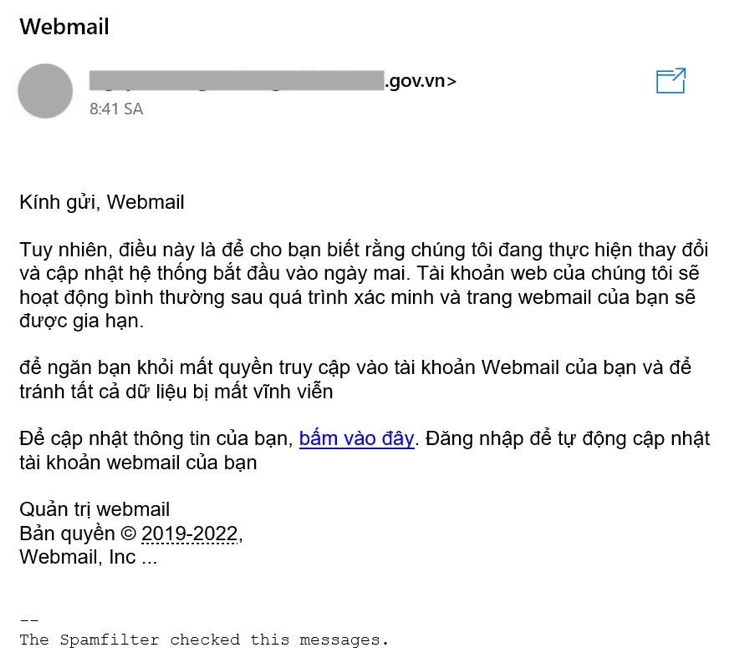 Webmail
.gov.vn>
8:41 SA
Kính gửi, Webmail
Tuy nhiên, điều này là để cho bạn biết rằng chúng tôi đang thực hiện thay đổi
và cập nhật hệ thống bắt đầu vào ngày mai. Tài khoản web của chúng tôi sẽ
hoạt động bình thường sau quá trình xác minh và trang webmail của bạn sẽ
được gia hạn.
để ngăn bạn khỏi mất quyền truy cập vào tài khoản Webmail của bạn và để
tránh tất cả dữ liệu bị mất vĩnh viễn
Để cập nhật thông tin của bạn, bấm vào đây. Đăng nhập để tự động cập nhật
tài khoản webmail của bạn
Quản trị webmail
Bản quyền © 2019-2022,
Webmail, Inc ...
--
The Spamfilter checked this messages.